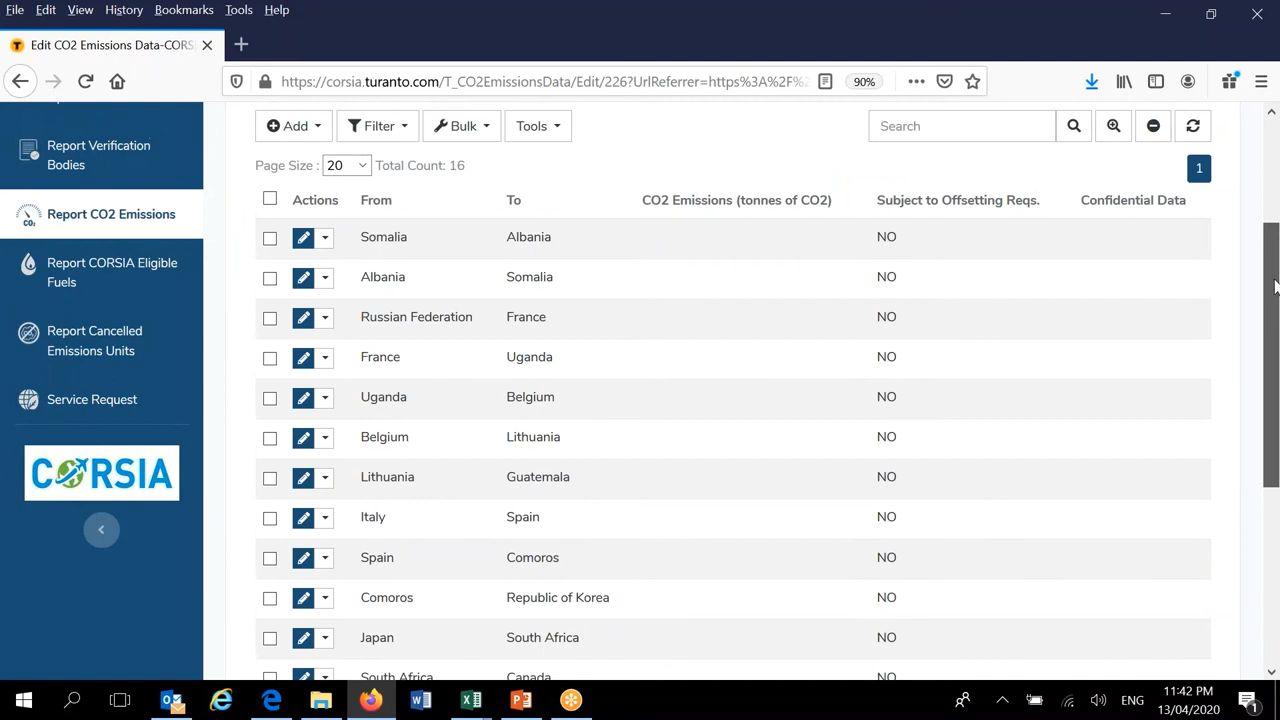 File Edit View History Bookmarks Tools Help
Edit CO2 Emissions Data-CORS
https://corsia.turanto.com/T_CO2EmissionsData/Edit/226?UrlReferrer=https%3A%2F%2F 90%
Report Verification
Bodies
Report CO2 Emissions
Report CORSIA Eligible
Fuels
Report Cancelled
Emissions Units
Service Request
CORSIA
Add Filter Bulk Tools Search
Page Size : 20 Total Count: 16 1
Actions From To CO2 Emissions (tonnes of CO2) Subject to Offsetting Reqs. Confidential Data
Somalia Albania NO
Albania Somalia NO
Russian Federation France NO
France Uganda NO
Uganda Belgium NO
Belgium Lithuania NO
Lithuania Guatemala NO
Italy Spain NO
Spain Comoros NO
Comoros Republic of Korea NO
Japan South Africa NO
South Africa Canada NO
ENG 11:42 PM
13/04/2020